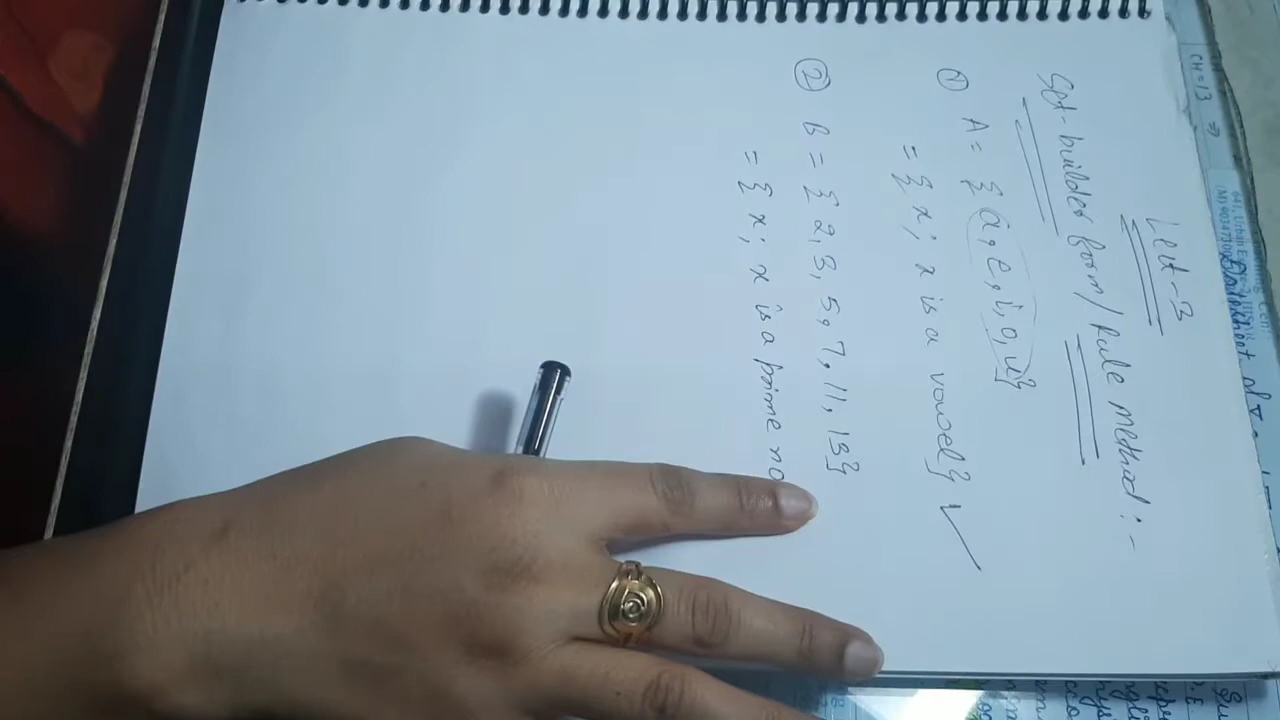 Lect-3
Set-builder form/Rule Method:-
① A = {a, e, i, o, u}
= {x; x is a vowel} ✓
② B = {2, 3, 5, 7, 11, 13}
= {x; x is a prime no
CH=13 ⇒